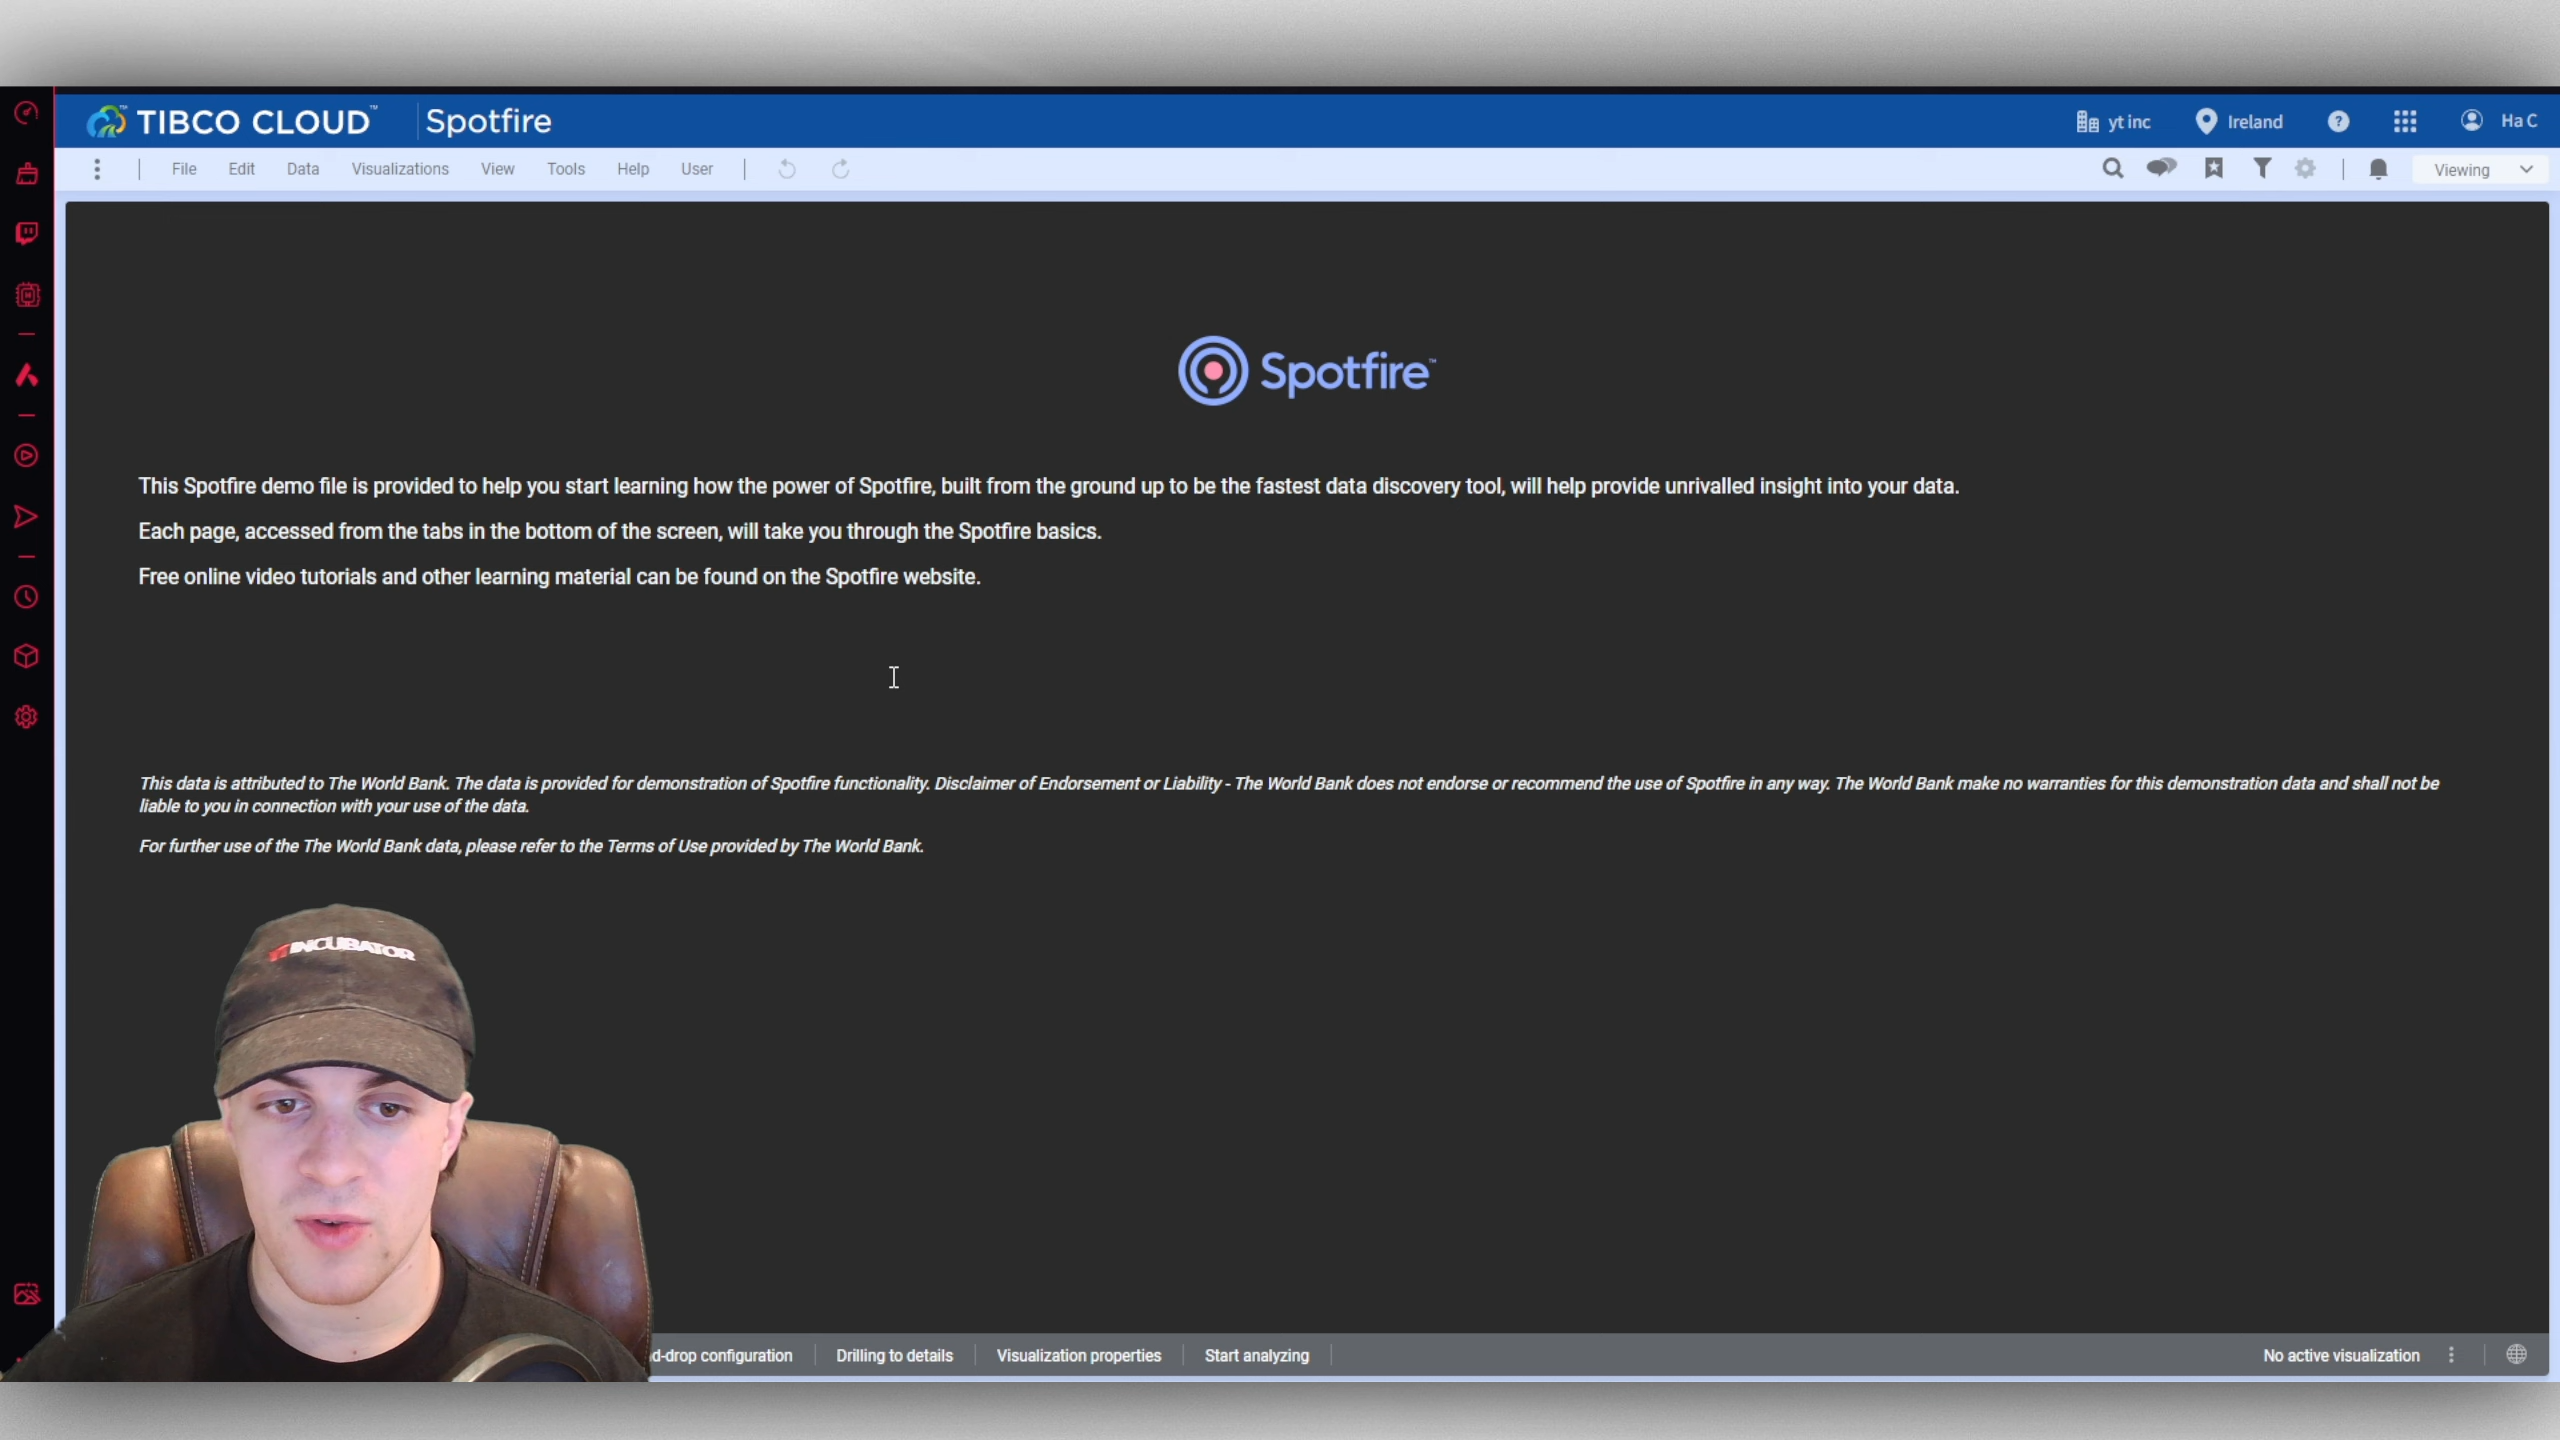 TIBCO CLOUD™ Spotfire
yt inc Ireland ? Ha C
File Edit Data Visualizations View Tools Help User
Viewing
Spotfire™
This Spotfire demo file is provided to help you start learning how the power of Spotfire, built from the ground up to be the fastest data discovery tool, will help provide unrivalled insight into your data.
Each page, accessed from the tabs in the bottom of the screen, will take you through the Spotfire basics.
Free online video tutorials and other learning material can be found on the Spotfire website.
This data is attributed to The World Bank. The data is provided for demonstration of Spotfire functionality. Disclaimer of Endorsement or Liability - The World Bank does not endorse or recommend the use of Spotfire in any way. The World Bank make no warranties for this demonstration data and shall not be
liable to you in connection with your use of the data.
For further use of the The World Bank data, please refer to the Terms of Use provided by The World Bank.
INCUBATOR
d-drop configuration Drilling to details Visualization properties Start analyzing No active visualization